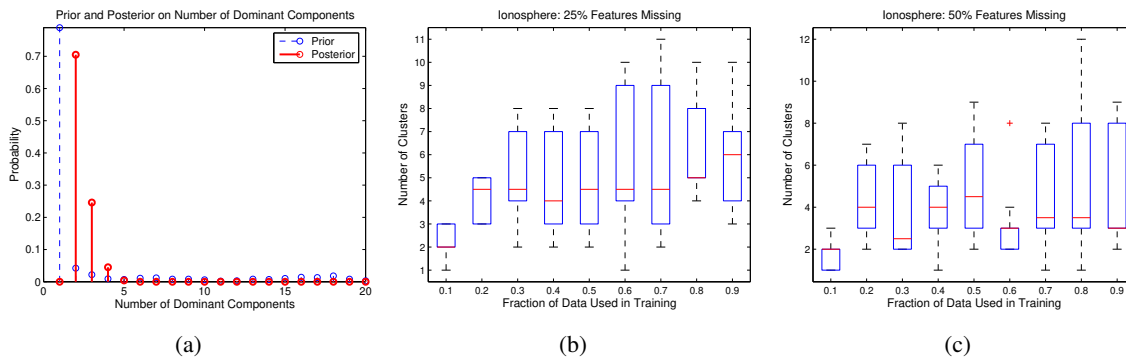 Prior and Posterior on Number of Dominant Components
Prior
Posterior
Probability
0.7
0.6
0.5
0.4
0.3
0.2
0.1
0
0 5 10 15 20
Number of Dominant Components
(a)
Ionosphere: 25% Features Missing
Number of Clusters
11
10
9
8
7
6
5
4
3
2
1
0.1 0.2 0.3 0.4 0.5 0.6 0.7 0.8 0.9
Fraction of Data Used in Training
(b)
Ionosphere: 50% Features Missing
Number of Clusters
12
10
8
6
4
2
0.1 0.2 0.3 0.4 0.5 0.6 0.7 0.8 0.9
Fraction of Data Used in Training
(c)